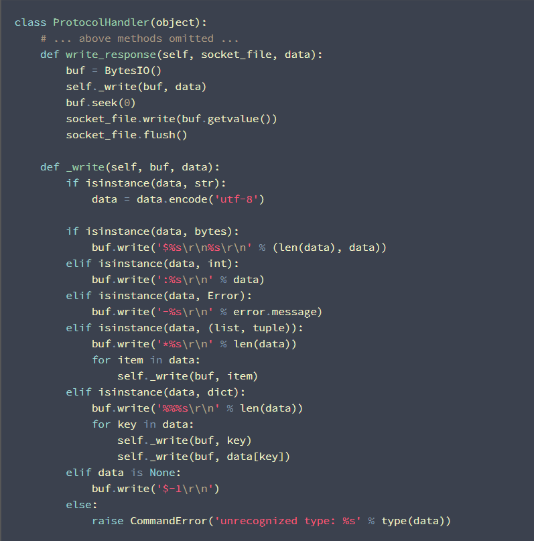 class ProtocolHandler(object):
    # ... above methods omitted ...
    def write_response(self, socket_file, data):
        buf = BytesIO()
        self._write(buf, data)
        buf.seek(0)
        socket_file.write(buf.getvalue())
        socket_file.flush()

    def _write(self, buf, data):
        if isinstance(data, str):
            data = data.encode('utf-8')

        if isinstance(data, bytes):
            buf.write('$%s\r\n%s\r\n' % (len(data), data))
        elif isinstance(data, int):
            buf.write(':%s\r\n' % data)
        elif isinstance(data, Error):
            buf.write('-%s\r\n' % error.message)
        elif isinstance(data, (list, tuple)):
            buf.write('*%s\r\n' % len(data))
            for item in data:
                self._write(buf, item)
        elif isinstance(data, dict):
            buf.write('%%%s\r\n' % len(data))
            for key in data:
                self._write(buf, key)
                self._write(buf, data[key])
        elif data is None:
            buf.write('$-1\r\n')
        else:
            raise CommandError('unrecognized type: %s' % type(data))